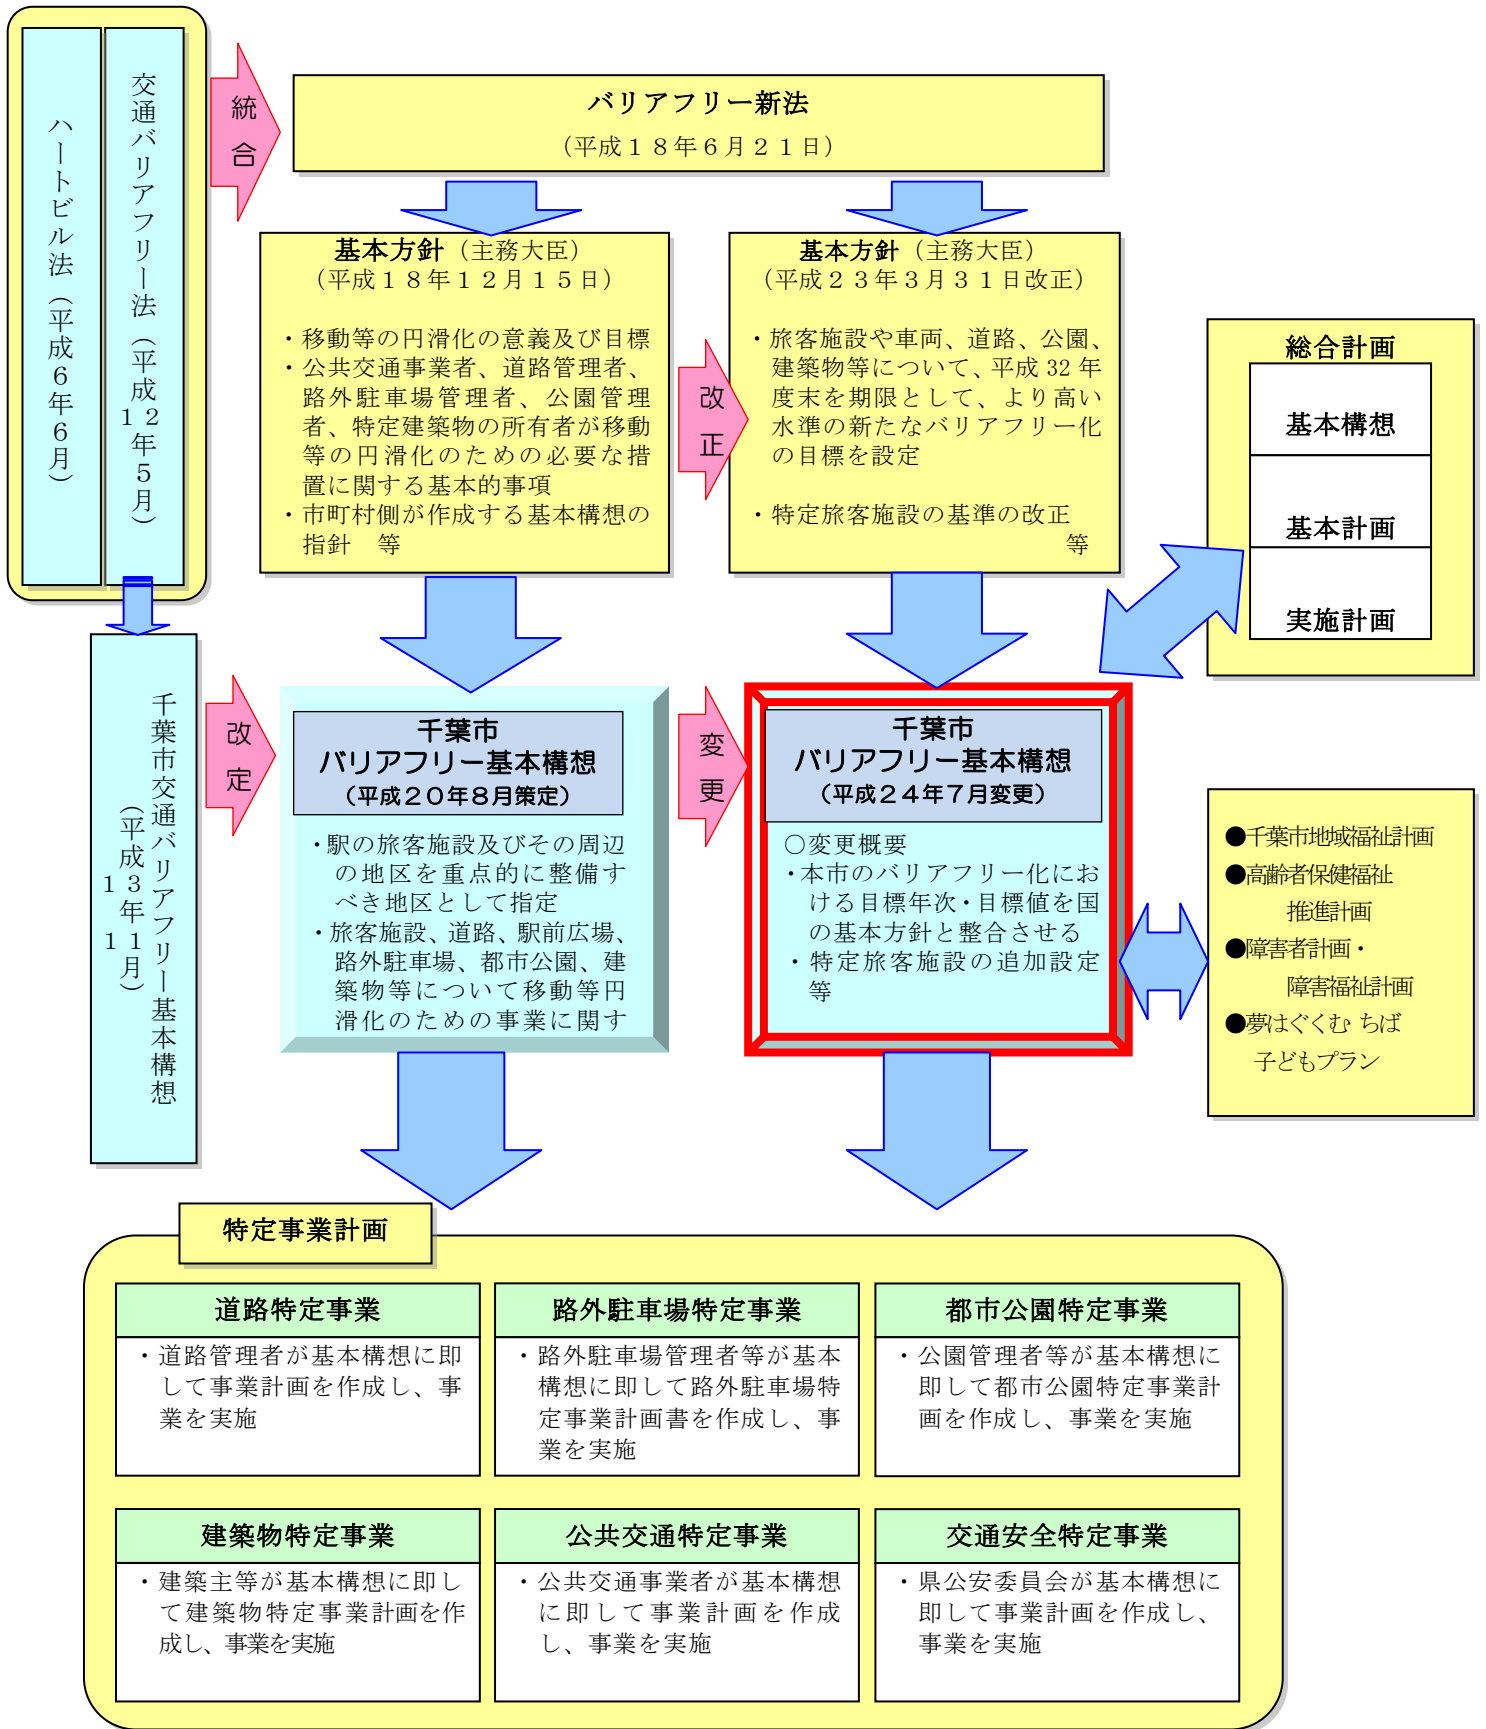 ハートビル法（平成６年６月）
交通バリアフリー法（平成１２年５月）
統
合
バリアフリー新法
（平成１８年６月２１日）
基本方針（主務大臣）
（平成１８年１２月１５日）
・移動等の円滑化の意義及び目標
・公共交通事業者、道路管理者、
路外駐車場管理者、公園管理
者、特定建築物の所有者が移動
等の円滑化のための必要な措
置に関する基本的事項
・市町村側が作成する基本構想の
指針　等
改
正
基本方針（主務大臣）
（平成２３年３月３１日改正）
・旅客施設や車両、道路、公園、
建築物等について、平成 32 年
度末を期限として、より高い
水準の新たなバリアフリー化
の目標を設定
・特定旅客施設の基準の改正
等
総合計画
基本構想
基本計画
実施計画
千葉市交通バリアフリー基本構想
（平成１３年１１月）
改
定
千葉市
バリアフリー基本構想
（平成２０年８月策定）
・駅の旅客施設及びその周辺
の地区を重点的に整備す
べき地区として指定
・旅客施設、道路、駅前広場、
路外駐車場、都市公園、建
築物等について移動等円
滑化のための事業に関す
変
更
千葉市
バリアフリー基本構想
（平成２４年７月変更）
○変更概要
・本市のバリアフリー化にお
ける目標年次・目標値を国
の基本方針と整合させる
・特定旅客施設の追加設定
等
●千葉市地域福祉計画
●高齢者保健福祉
推進計画
●障害者計画・
障害福祉計画
●夢はぐくむ ちば
子どもプラン
特定事業計画
道路特定事業
・道路管理者が基本構想に即
して事業計画を作成し、事
業を実施
路外駐車場特定事業
・路外駐車場管理者等が基本
構想に即して路外駐車場特
定事業計画書を作成し、事
業を実施
都市公園特定事業
・公園管理者等が基本構想に
即して都市公園特定事業計
画を作成し、事業を実施
建築物特定事業
・建築主等が基本構想に即し
て建築物特定事業計画を作
成し、事業を実施
公共交通特定事業
・公共交通事業者が基本構想
に即して事業計画を作成
し、事業を実施
交通安全特定事業
・県公安委員会が基本構想に
即して事業計画を作成し、
事業を実施